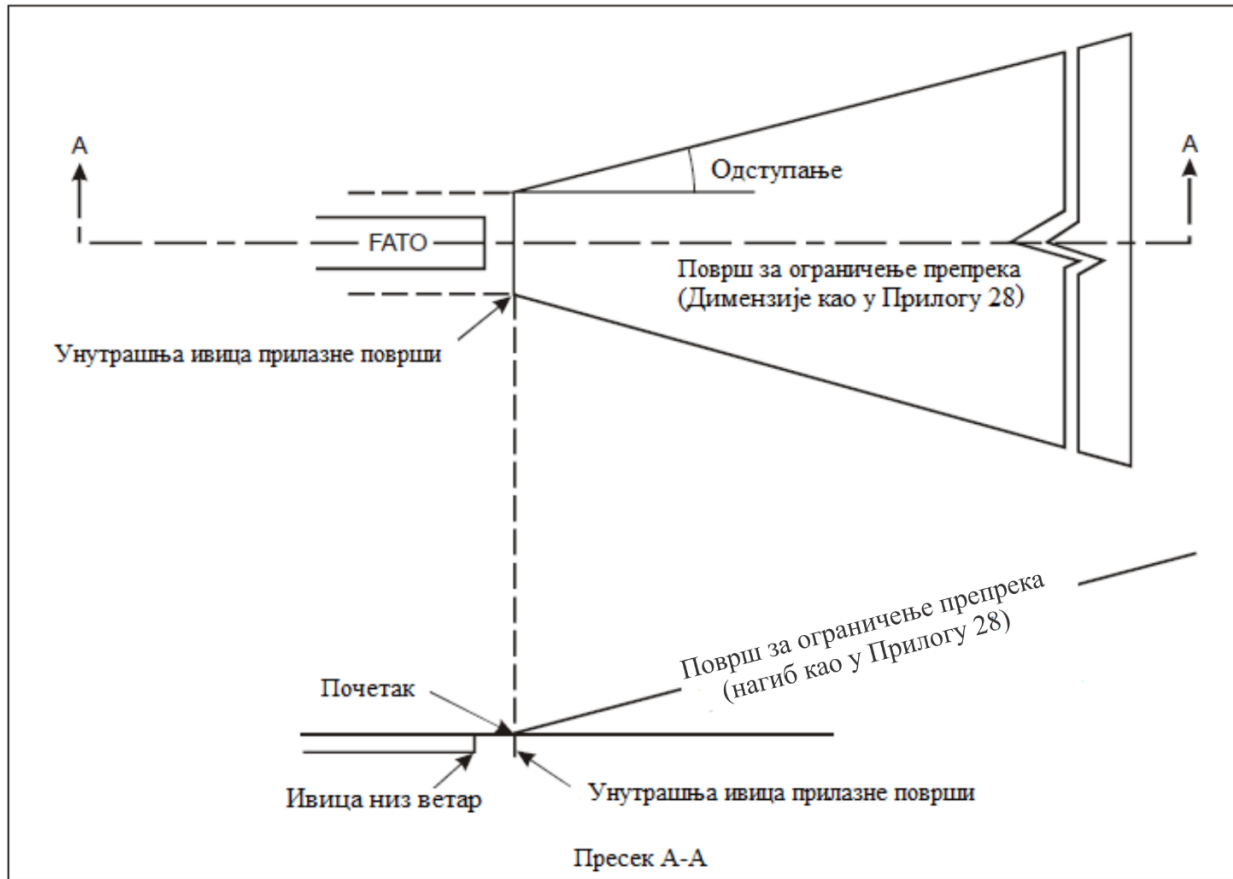 A
A
Одступање
FATO
Површ за ограничење препрека
(Димензије као у Прилогу 28)
Унутрашња ивица прилазне површи
Површ за ограничење препрека
(нагиб као у Прилогу 28)
Почетак
Ивица низ ветар
Унутрашња ивица прилазне површи
Пресек А-А